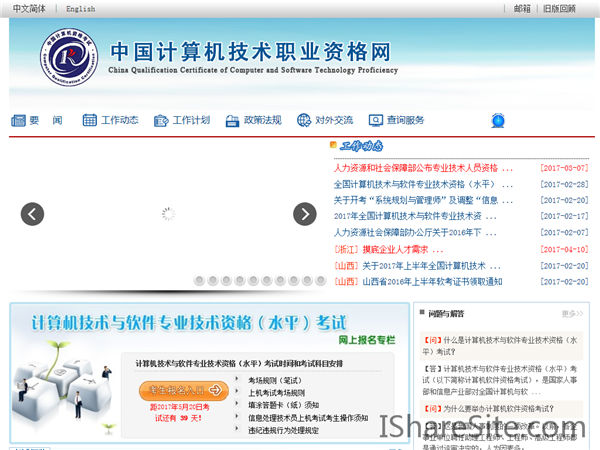 中文简体 | English
| 邮箱 | 旧版回顾
中国计算机技术职业资格网
China Qualification Certificate of Computer and Software Technology Proficiency
要 闻 工作动态 工作计划 政策法规 对外交流 查询服务
工作动态
人力资源和社会保障部公布专业技术人员资格 ... [2017-03-07]
全国计算机技术与软件专业技术资格（水平） ... [2017-02-28]
关于开考“系统规划与管理师”及调整“信息 ... [2017-02-20]
2017年全国计算机技术与软件专业技术资 ... [2017-02-17]
人力资源社会保障部办公厅关于2016年下 ... [2017-02-20]
[浙江] 摸底企业人才需求 ... [2017-04-10]
[山西] 关于2017年上半年全国计算机技术 ... [2017-02-20]
[山西] 山西省2016年上半年软考证书领取通知 [2017-02-20]
计算机技术与软件专业技术资格（水平）考试
网上报名专栏
计算机技术与软件专业技术资格（水平）考试时间和考试科目安排
考生报名入口
距2017年5月20日考
试还有 39 天！
考场规则（笔试）
上机考试考场规则
填涂答题卡（纸）须知
信息处理技术员上机考试考生操作须知
违纪违规行为处理规定
问题与解答 更多>>
【问】什么是计算机技术与软件专业技术资格（水
平）考试?
【答】计算机技术与软件专业技术资格（水平）考
试（以下简称计算机软件资格考试），是国家人事
部和信息产业部对全国计算机与软 ...
【问】为什么要举办计算机软件资格考试?
ISharesite.com